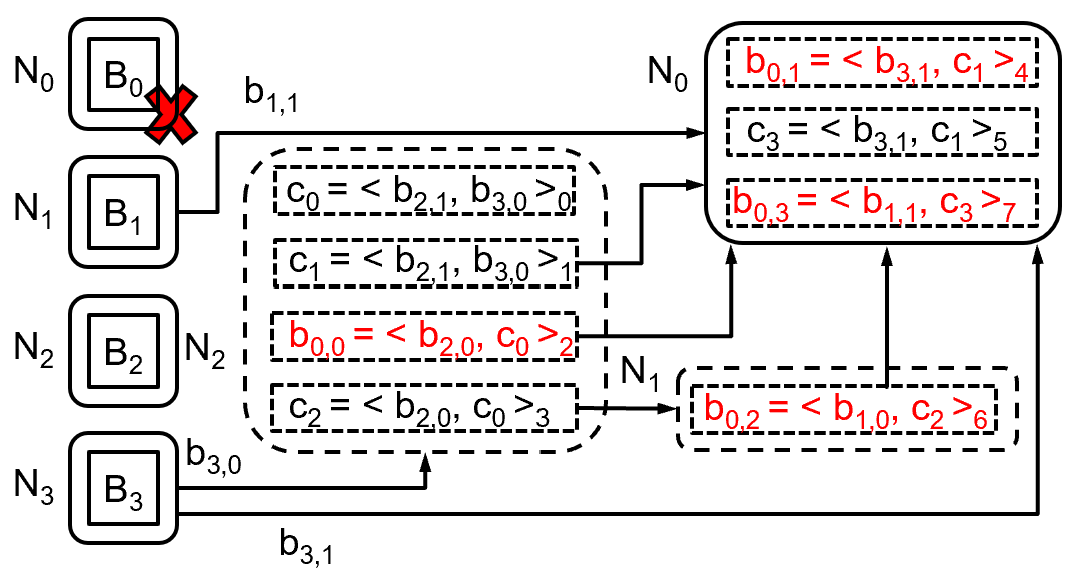 N0
B0
b1,1
N0
b0,1 = < b3,1, c1 >4
c3 = < b3,1, c1 >5
b0,3 = < b1,1, c3 >7
N1
B1
c0 = < b2,1, b3,0 >0
c1 = < b2,1, b3,0 >1
N2
B2
N2
b0,0 = < b2,0, c0 >2
c2 = < b2,0, c0 >3
N1
b0,2 = < b1,0, c2 >6
N3
B3
b3,0
b3,1